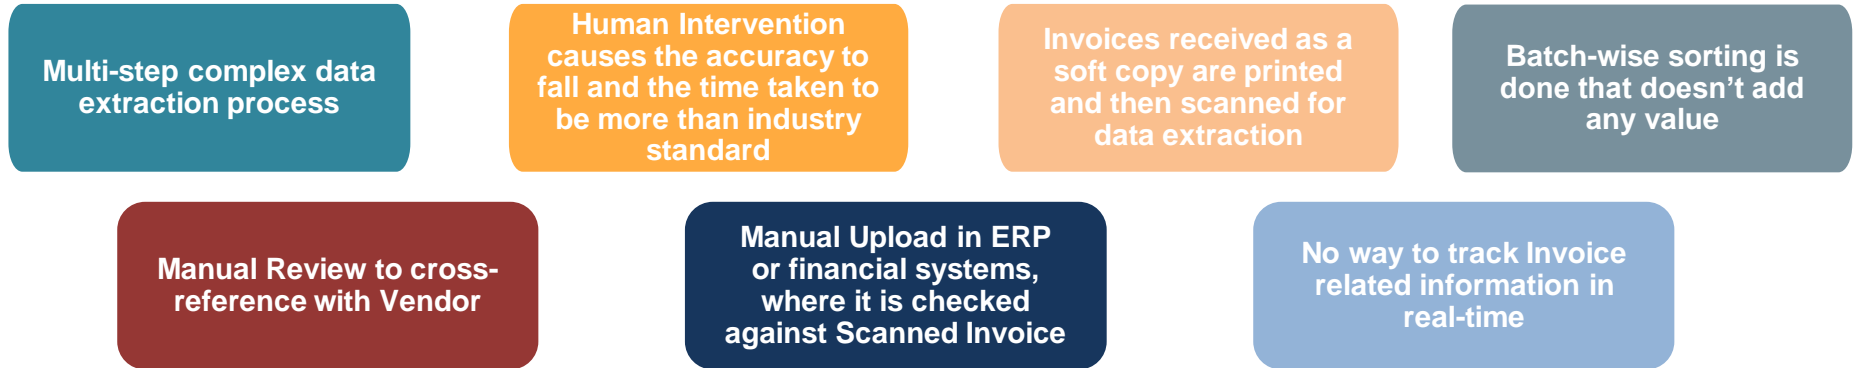 Multi-step complex data
extraction process
Human Intervention
causes the accuracy to
fall and the time taken to
be more than industry
standard
Invoices received as a
soft copy are printed
and then scanned for
data extraction
Batch-wise sorting is
done that doesn’t add
any value
Manual Review to cross-
reference with Vendor
Manual Upload in ERP
or financial systems,
where it is checked
against Scanned Invoice
No way to track Invoice
related information in
real-time